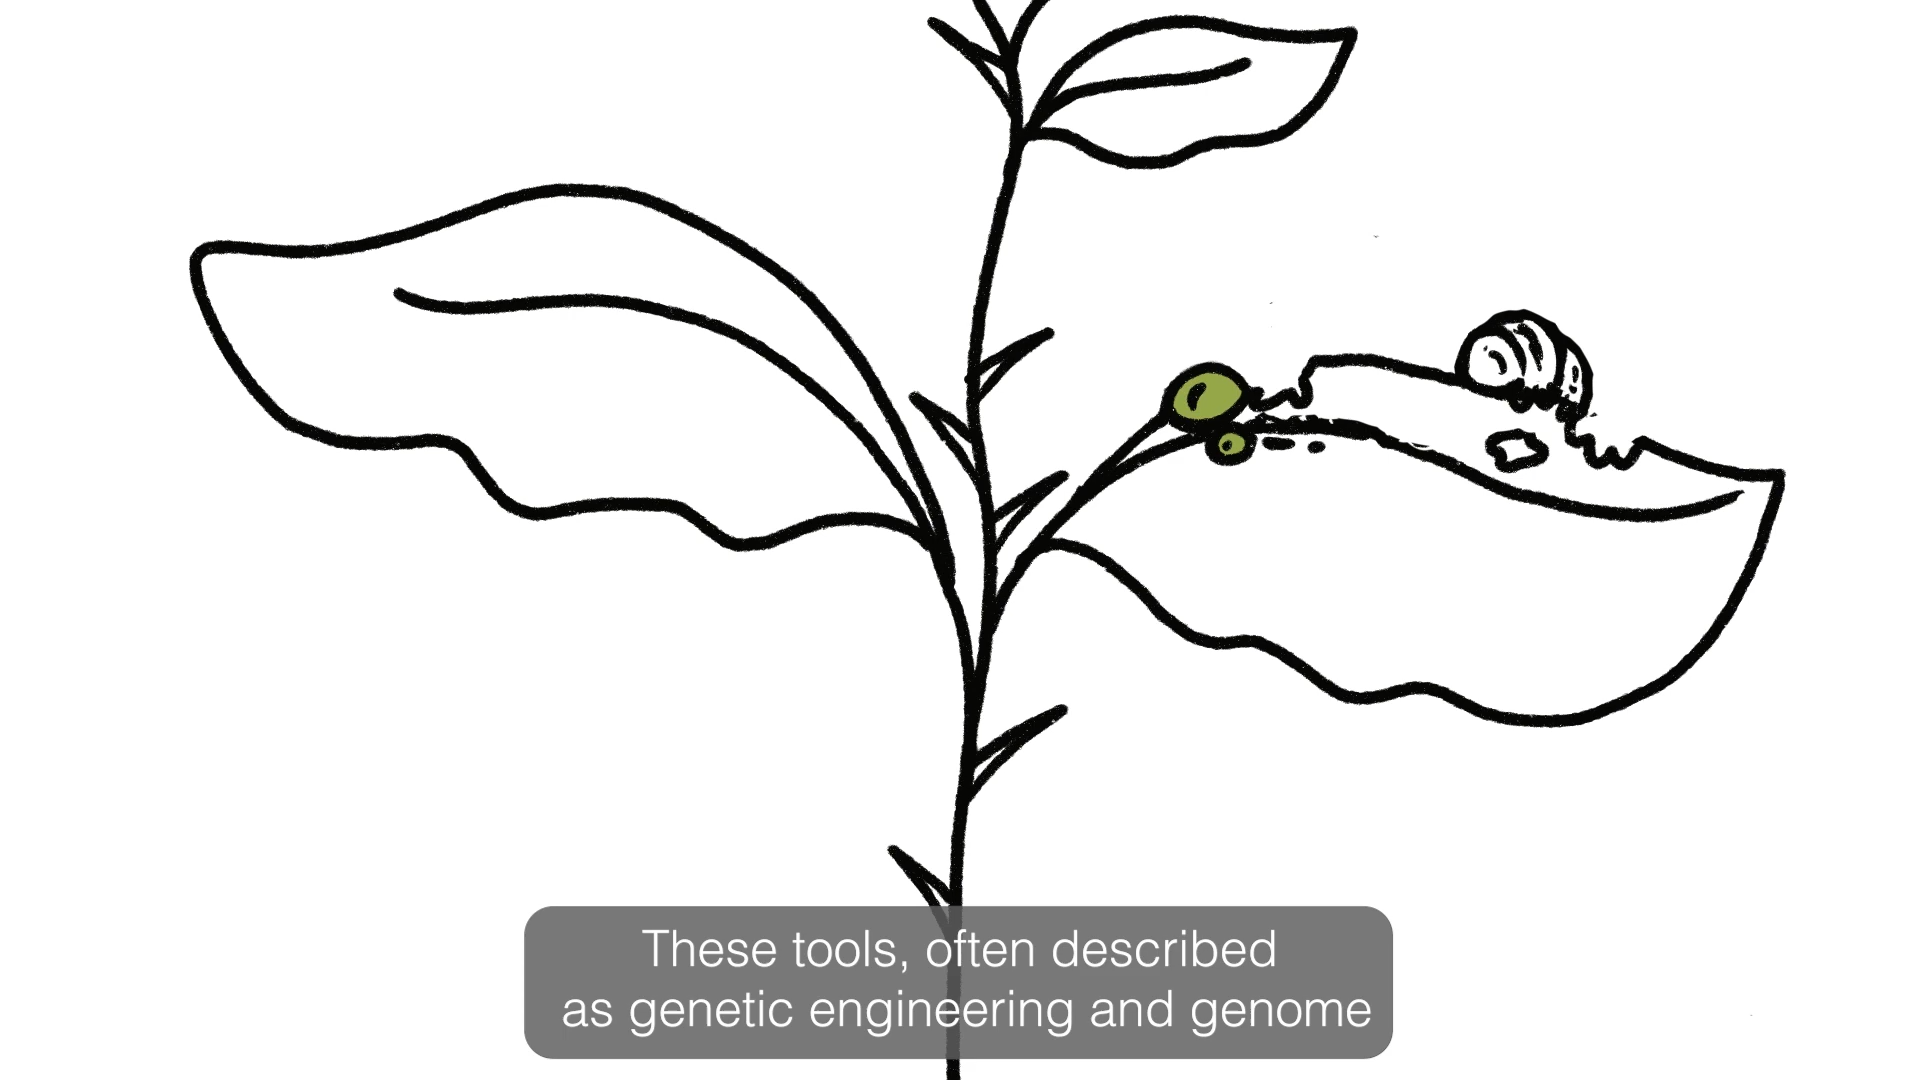 These tools, often described
as genetic engineering and genome